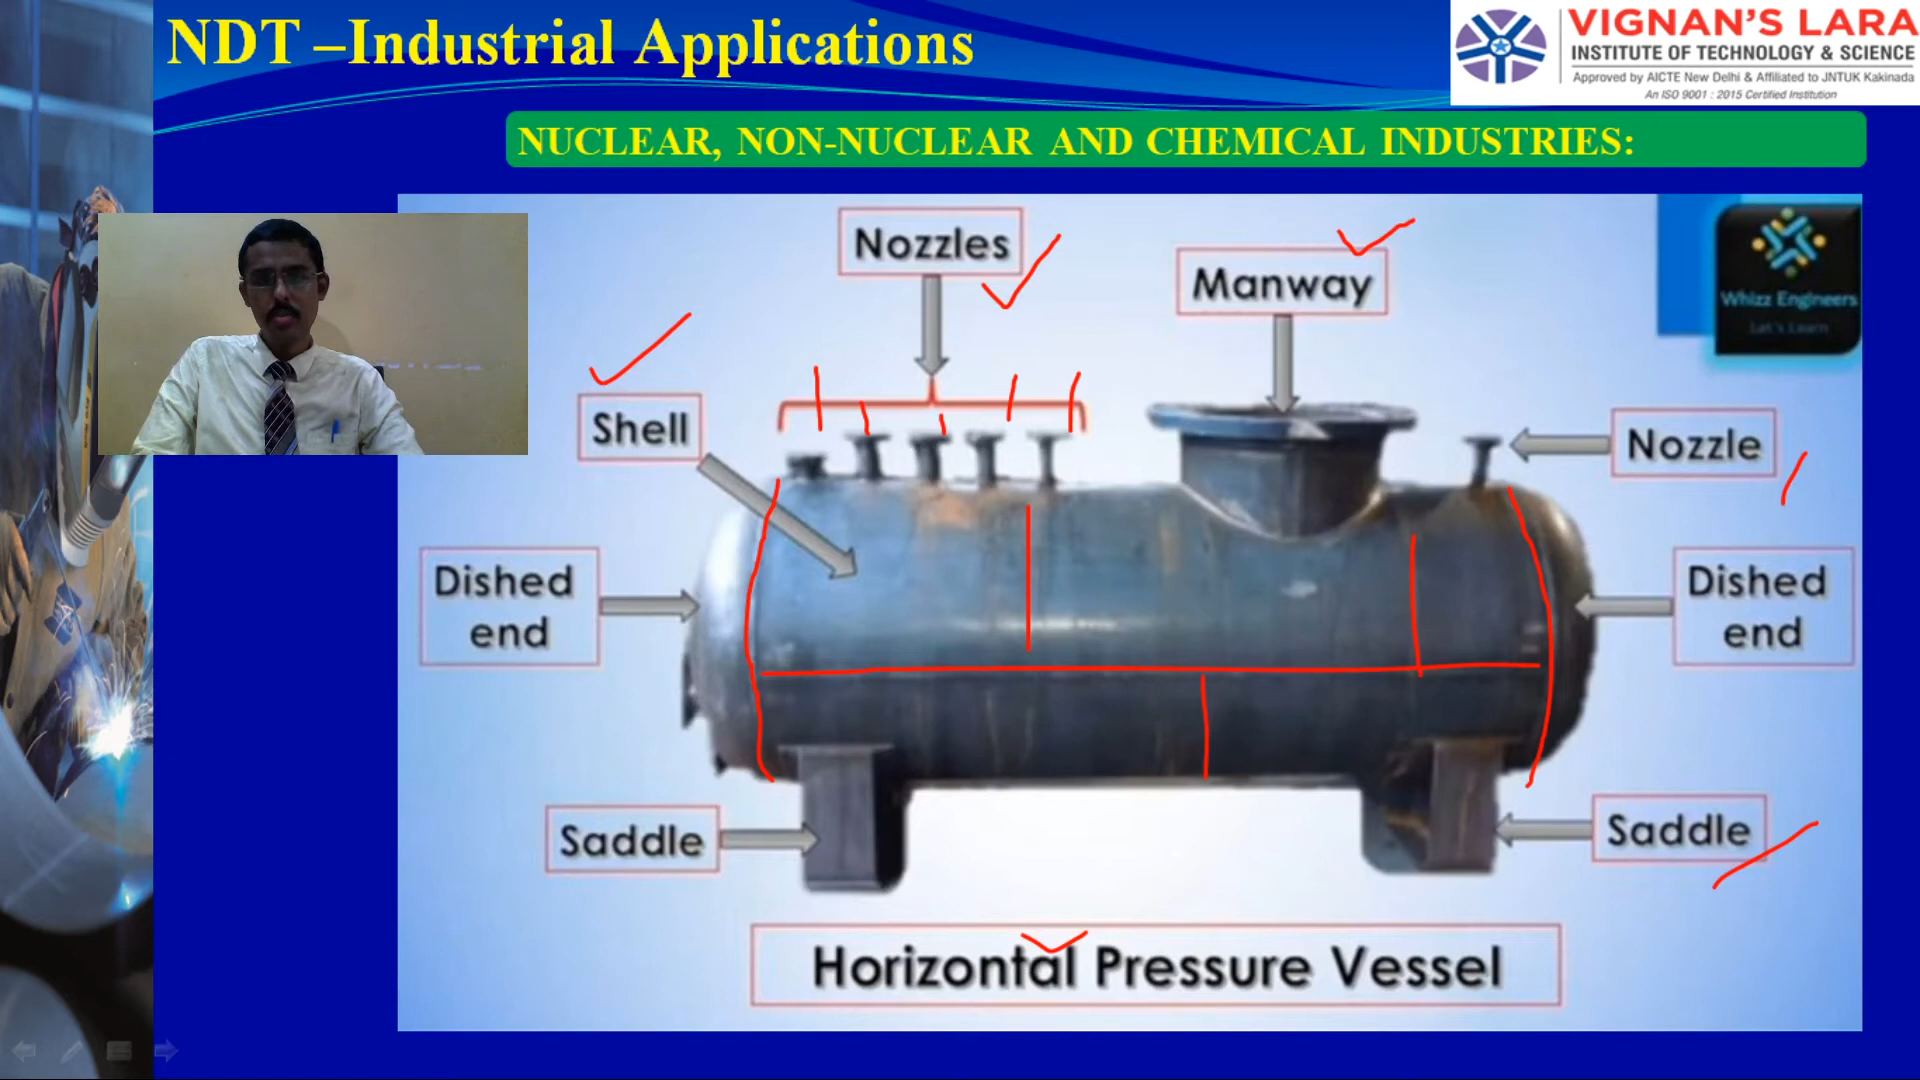 NDT –Industrial Applications
VIGNAN'S LARA
INSTITUTE OF TECHNOLOGY & SCIENCE
Approved by AICTE New Delhi & Affiliated to JNTUK Kakinada
An ISO 9001 : 2015 Certified Institution
NUCLEAR, NON-NUCLEAR AND CHEMICAL INDUSTRIES:
Nozzles
Manway
Whizz Engineers
Let's Learn
Shell
Nozzle
Dished
end
Dished
end
Saddle
Saddle
Horizontal Pressure Vessel